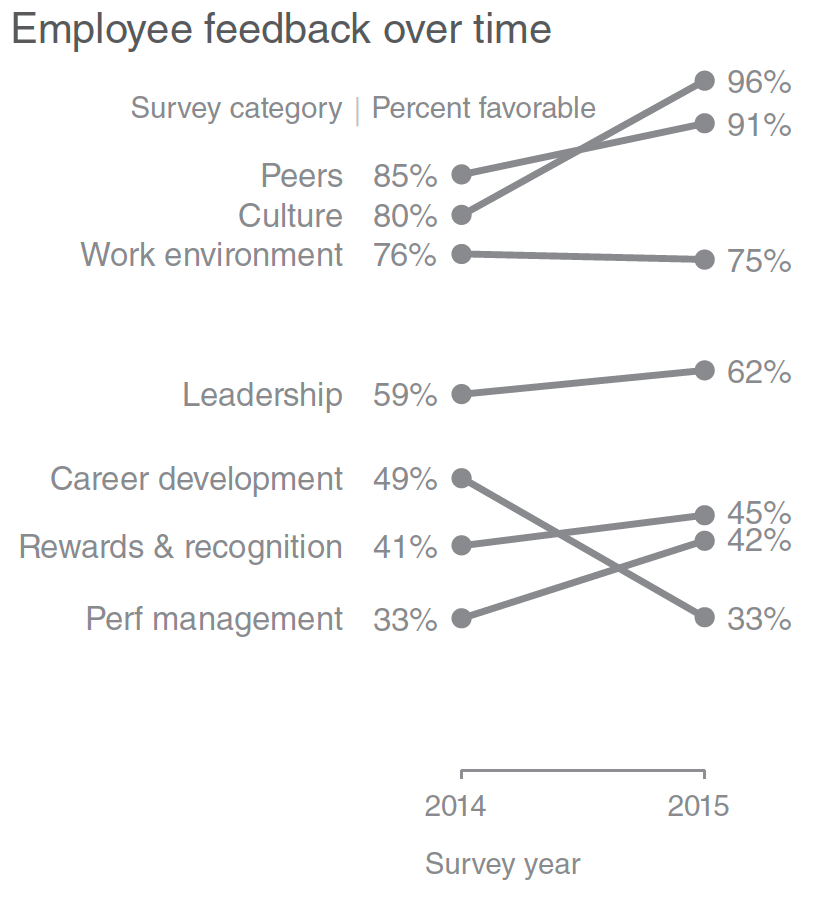 Employee feedback over time
96%
Survey category | Percent favorable
91%
Peers 85%
Culture 80%
Work environment 76% 75%
Leadership 59% 62%
Career development 49%
45%
Rewards & recognition 41% 42%
Perf management 33% 33%
2014 2015
Survey year